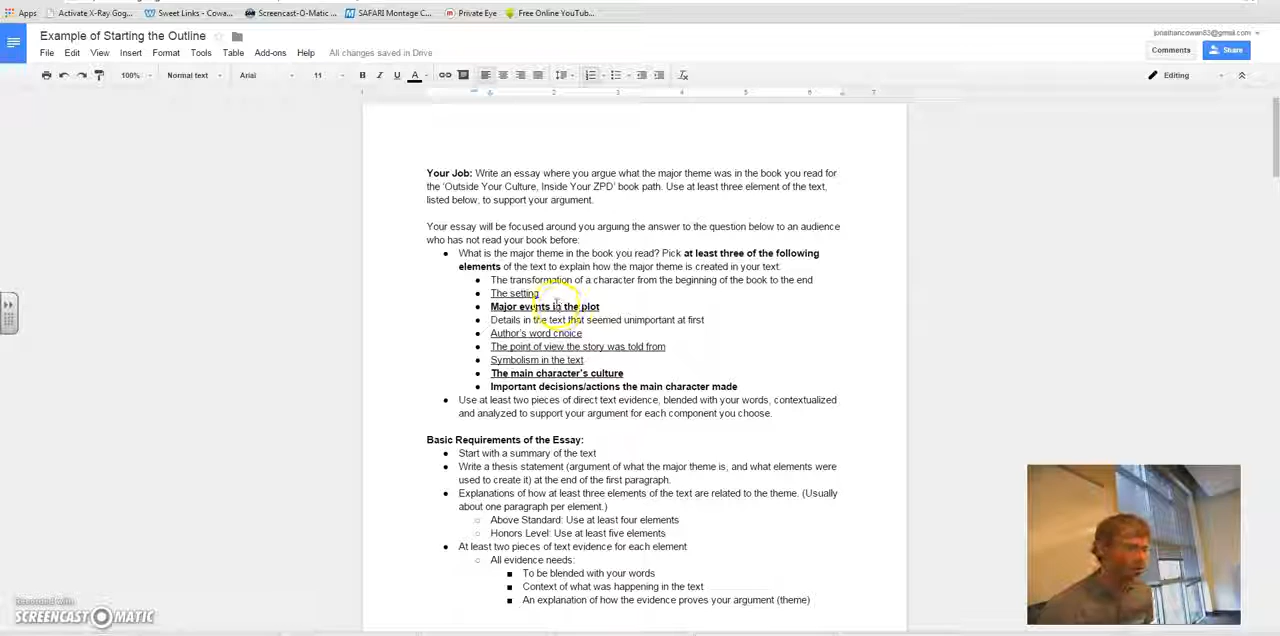 Apps Activate X-Ray Gog... Sweet Links - Cowa... Screencast-O-Matic ... SAFARI Montage C... Private Eye Free Online YouTub...
Example of Starting the Outline
jonathancowan83@gmail.com
File Edit View Insert Format Tools Table Add-ons Help All changes saved in Drive
Comments Share
100% Normal text Arial 11 B I U A Editing
1 2 3 4 5 6 7
Your Job: Write an essay where you argue what the major theme was in the book you read for
the 'Outside Your Culture, Inside Your ZPD' book path. Use at least three element of the text,
listed below, to support your argument.
Your essay will be focused around you arguing the answer to the question below to an audience
who has not read your book before:
● What is the major theme in the book you read? Pick at least three of the following
elements of the text to explain how the major theme is created in your text:
● The transformation of a character from the beginning of the book to the end
● The setting
● Major events in the plot
● Details in the text that seemed unimportant at first
● Author's word choice
● The point of view the story was told from
● Symbolism in the text
● The main character's culture
● Important decisions/actions the main character made
● Use at least two pieces of direct text evidence, blended with your words, contextualized
and analyzed to support your argument for each component you choose.
Basic Requirements of the Essay:
● Start with a summary of the text
● Write a thesis statement (argument of what the major theme is, and what elements were
used to create it) at the end of the first paragraph.
● Explanations of how at least three elements of the text are related to the theme. (Usually
about one paragraph per element.)
○ Above Standard: Use at least four elements
○ Honors Level: Use at least five elements
● At least two pieces of text evidence for each element
○ All evidence needs:
■ To be blended with your words
■ Context of what was happening in the text
■ An explanation of how the evidence proves your argument (theme)
Recorded with
SCREENCAST-O-MATIC